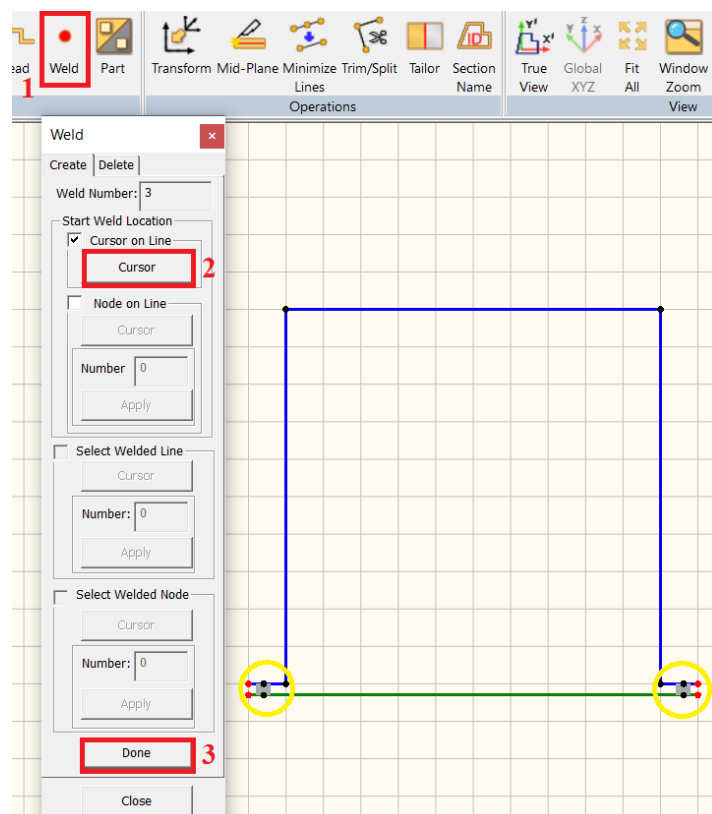 ead Weld Part Transform Mid-Plane Minimize Lines Trim/Split Tailor Section Name True View Global XYZ Fit All Window Zoom
ID
Y' X' Y Z X
1
Operations View
Weld
×
Create Delete
Weld Number: 3
Start Weld Location
Cursor on Line
Cursor 2
Node on Line
Cursor
Number 0
Apply
Select Welded Line
Cursor
Number: 0
Apply
Select Welded Node
Cursor
Number: 0
Apply
Done 3
Close